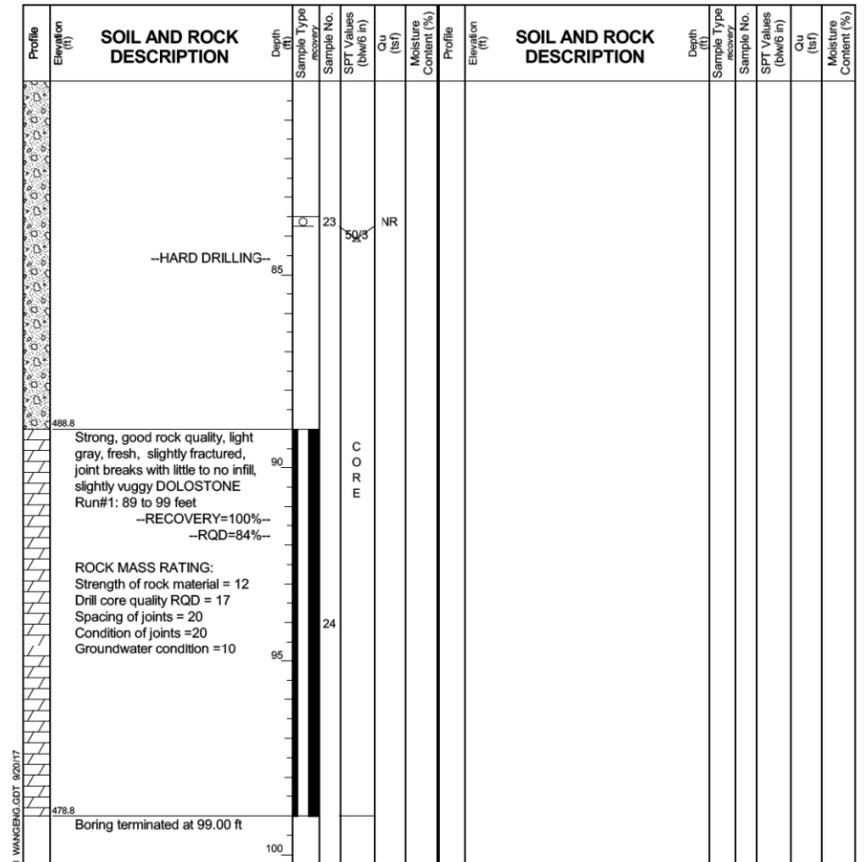 Profile
Elevation (ft)
SOIL AND ROCK
DESCRIPTION
Depth (ft)
Sample Type
recovery
Sample No.
SPT Values
(blw/6 in)
Qu
(tsf)
Moisture
Content (%)
Profile
Elevation (ft)
SOIL AND ROCK
DESCRIPTION
Depth (ft)
Sample Type
recovery
Sample No.
SPT Values
(blw/6 in)
Qu
(tsf)
Moisture
Content (%)
23
50/3
NR
--HARD DRILLING--
85
488.8
Strong, good rock quality, light
gray, fresh, slightly fractured,
joint breaks with little to no infill,
slightly vuggy DOLOSTONE
Run#1: 89 to 99 feet
--RECOVERY=100%--
--RQD=84%--
90
C
O
R
E
ROCK MASS RATING:
Strength of rock material = 12
Drill core quality RQD = 17
Spacing of joints = 20
Condition of joints =20
Groundwater condition =10
24
95
478.8
Boring terminated at 99.00 ft
100
WANGENG.GDT 9/20/17